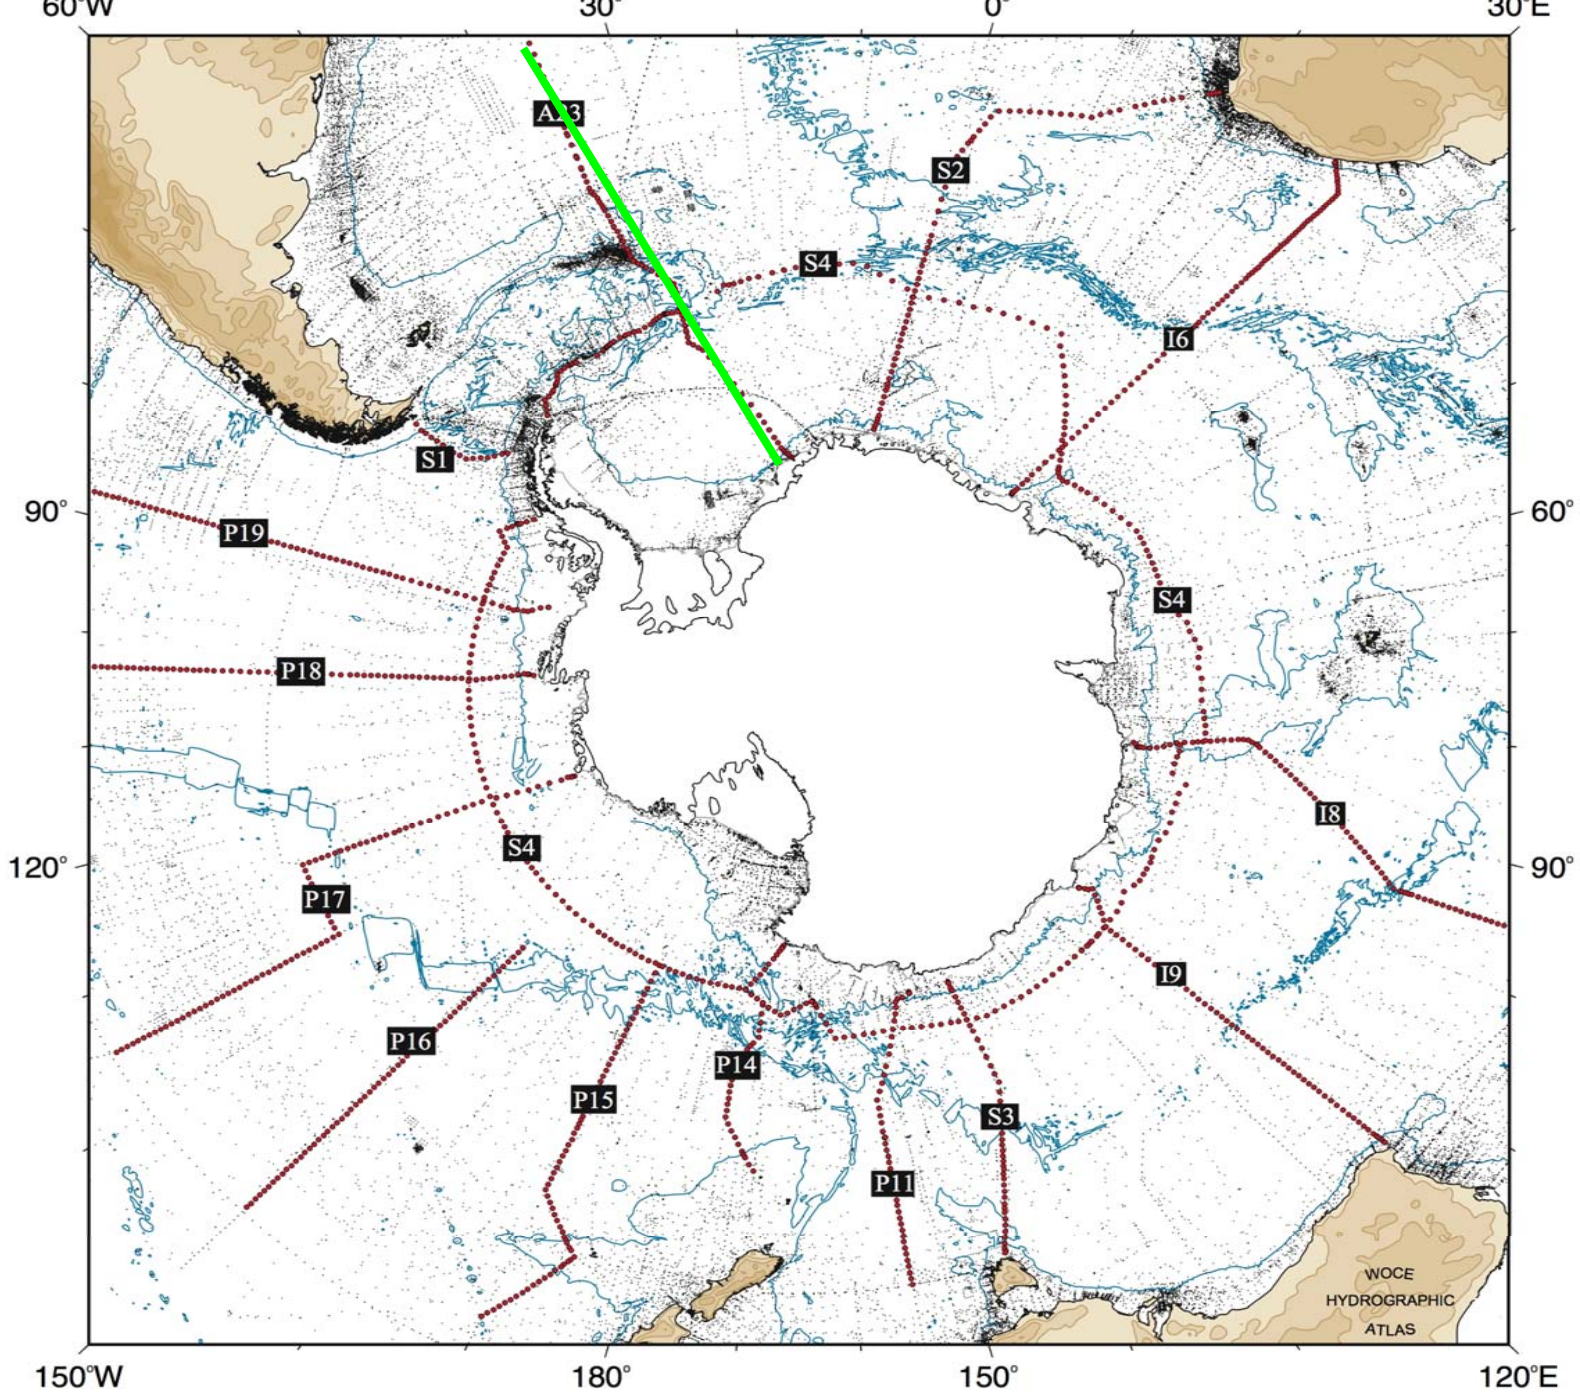 60°W 30° 0° 30°E
A23
S2
S4
I6
S1
90° 60°
P19
S4
P18
I8
S4
120° 90°
P17
I9
P16
P14
P15
S3
P11
WOCE
HYDROGRAPHIC
ATLAS
150°W 180° 150° 120°E